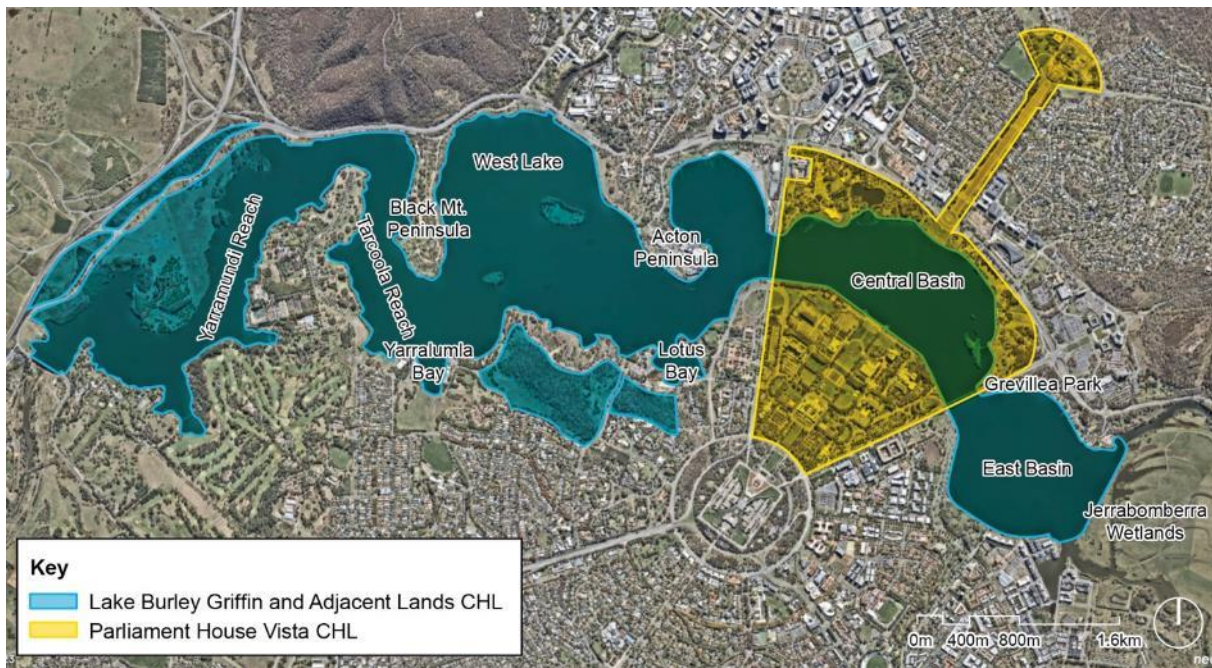 West Lake
Black Mt.
Peninsula
Acton
Peninsula
Yarramundi Reach
Tarcoola Reach
Central Basin
Yarralumla
Bay
Lotus
Bay
Grevillea Park
East Basin
Jerrabomberra
Wetlands
Key
Lake Burley Griffin and Adjacent Lands CHL
Parliament House Vista CHL
0m 400m 800m 1.6km